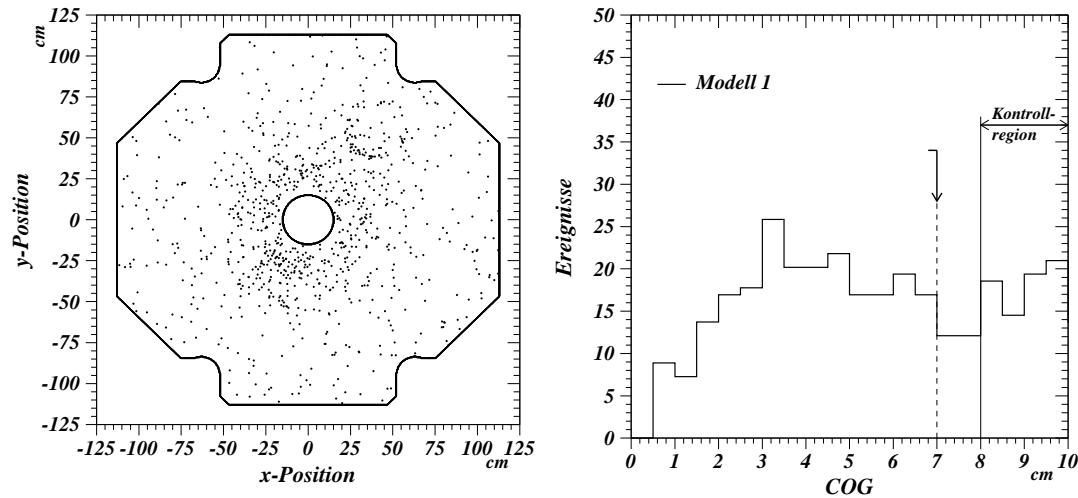 125
cm
100
75
50
25
0
-25
-50
-75
-100
-125
y-Position
-125 -100 -75 -50 -25 0 25 50 75 100 125
cm
x-Position
50
45
40
35
30
25
20
15
10
5
0
Ereignisse
Modell 1
Kontroll-
region
0 1 2 3 4 5 6 7 8 9 10
cm
COG